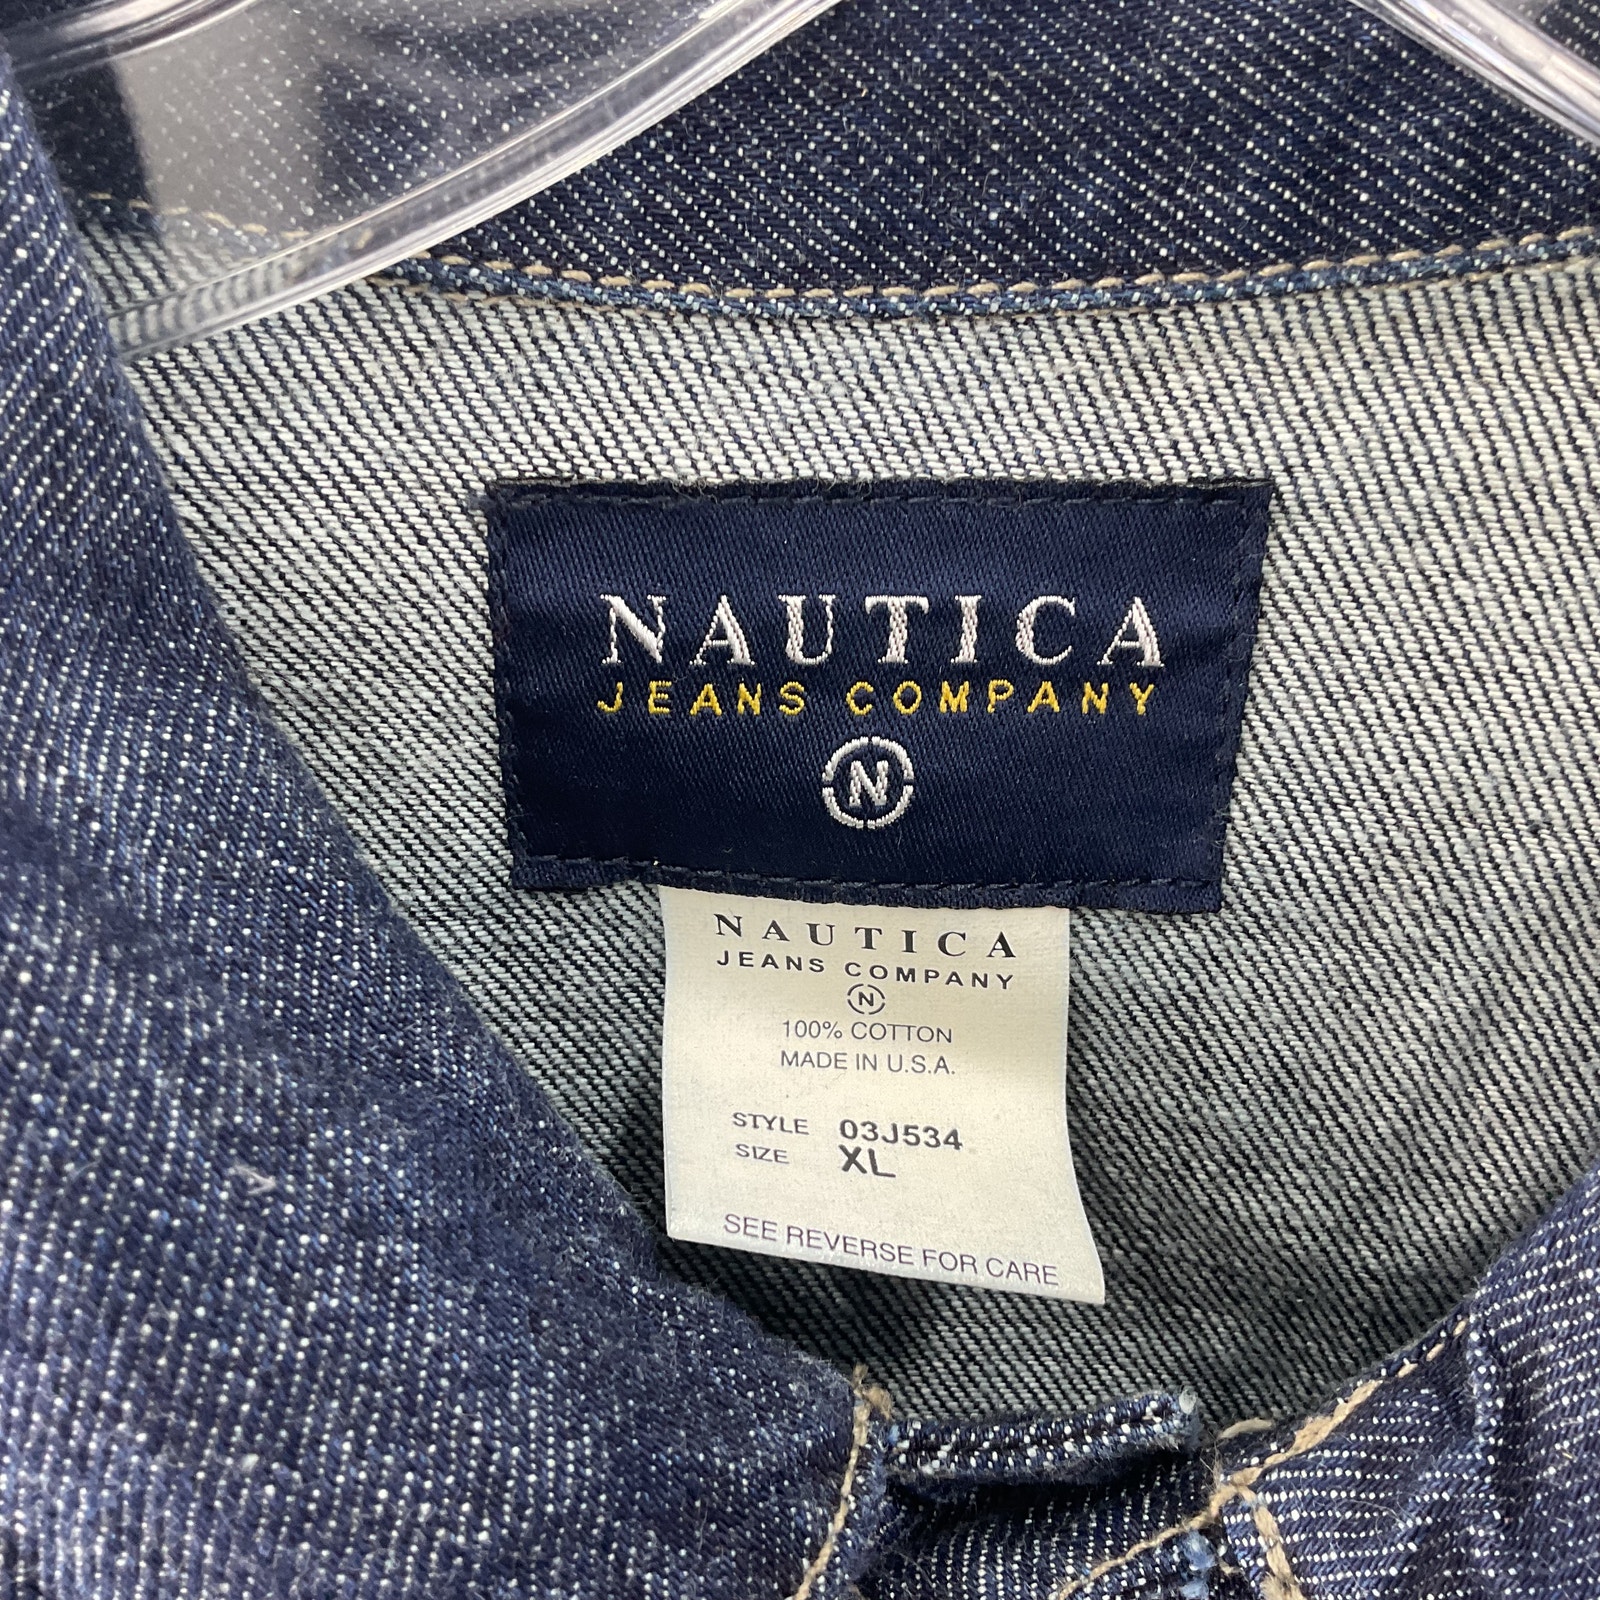 NAUTICA
JEANS COMPANY
N
NAUTICA
JEANS COMPANY
N
100% COTTON
MADE IN U.S.A.
STYLE 03J534
SIZE XL
SEE REVERSE FOR CARE